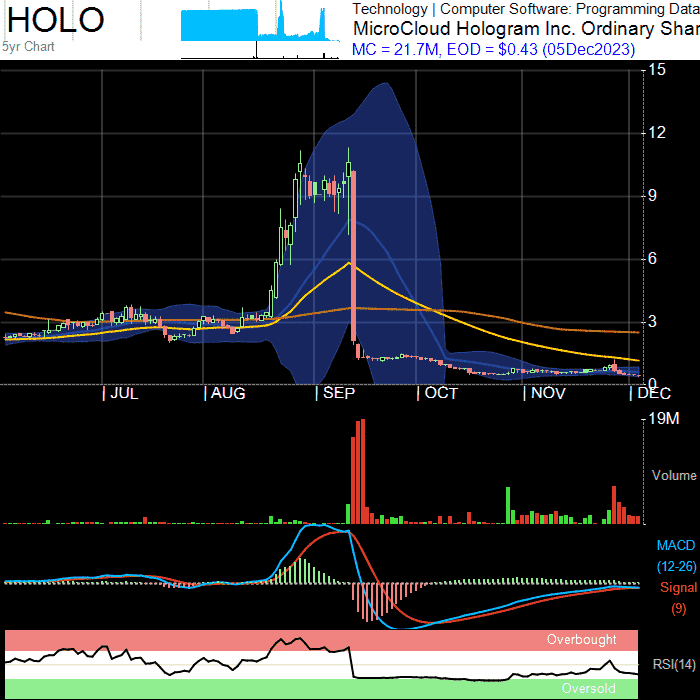 HOLO
5yr Chart
Technology | Computer Software: Programming Data
MicroCloud Hologram Inc. Ordinary Shar
MC = 21.7M, EOD = $0.43 (05Dec2023)
15
12
9
6
3
0
JUL
AUG
SEP
OCT
NOV
DEC
19M
Volume
MACD
(12-26)
Signal
(9)
Overbought
RSI(14)
Oversold